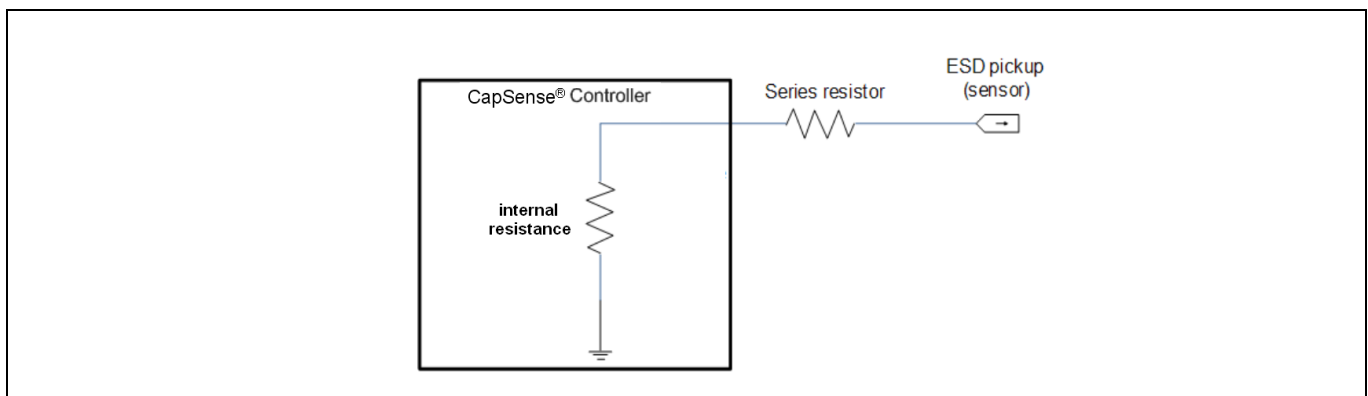 CapSense® Controller
Series resistor
ESD pickup
(sensor)
internal
resistance